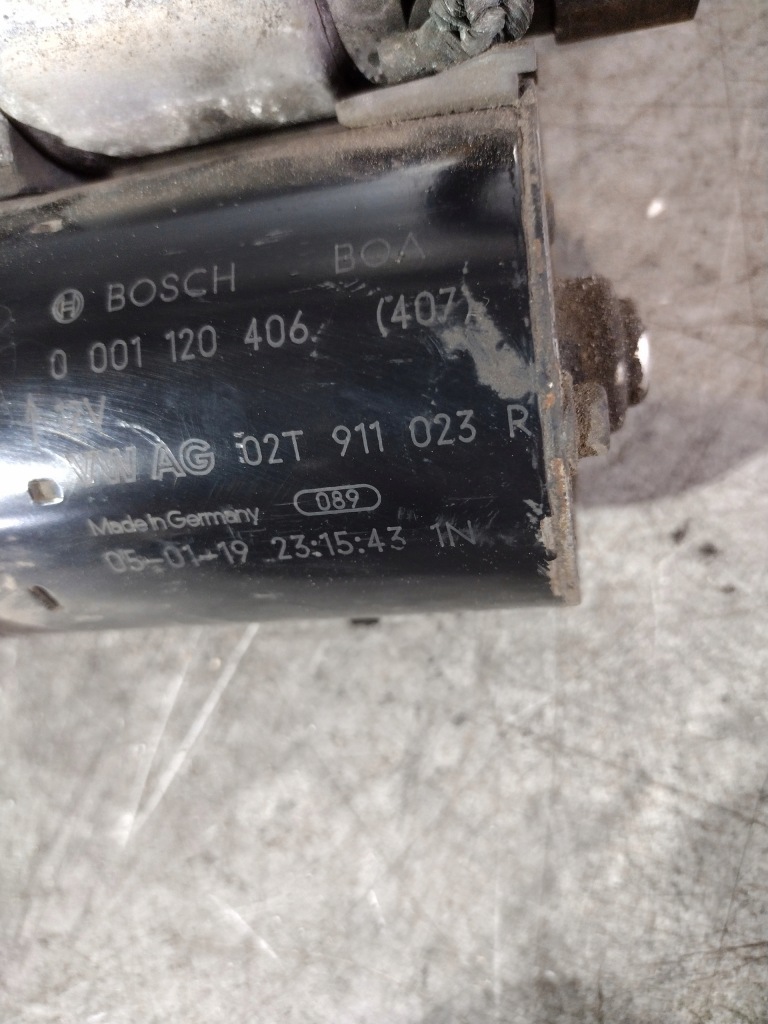 BOSCH BOA
0 001 120 406 (407)
12V
VW AG 02T 911 023 R
Made in Germany 089
05-01-19 23:15:43 1N